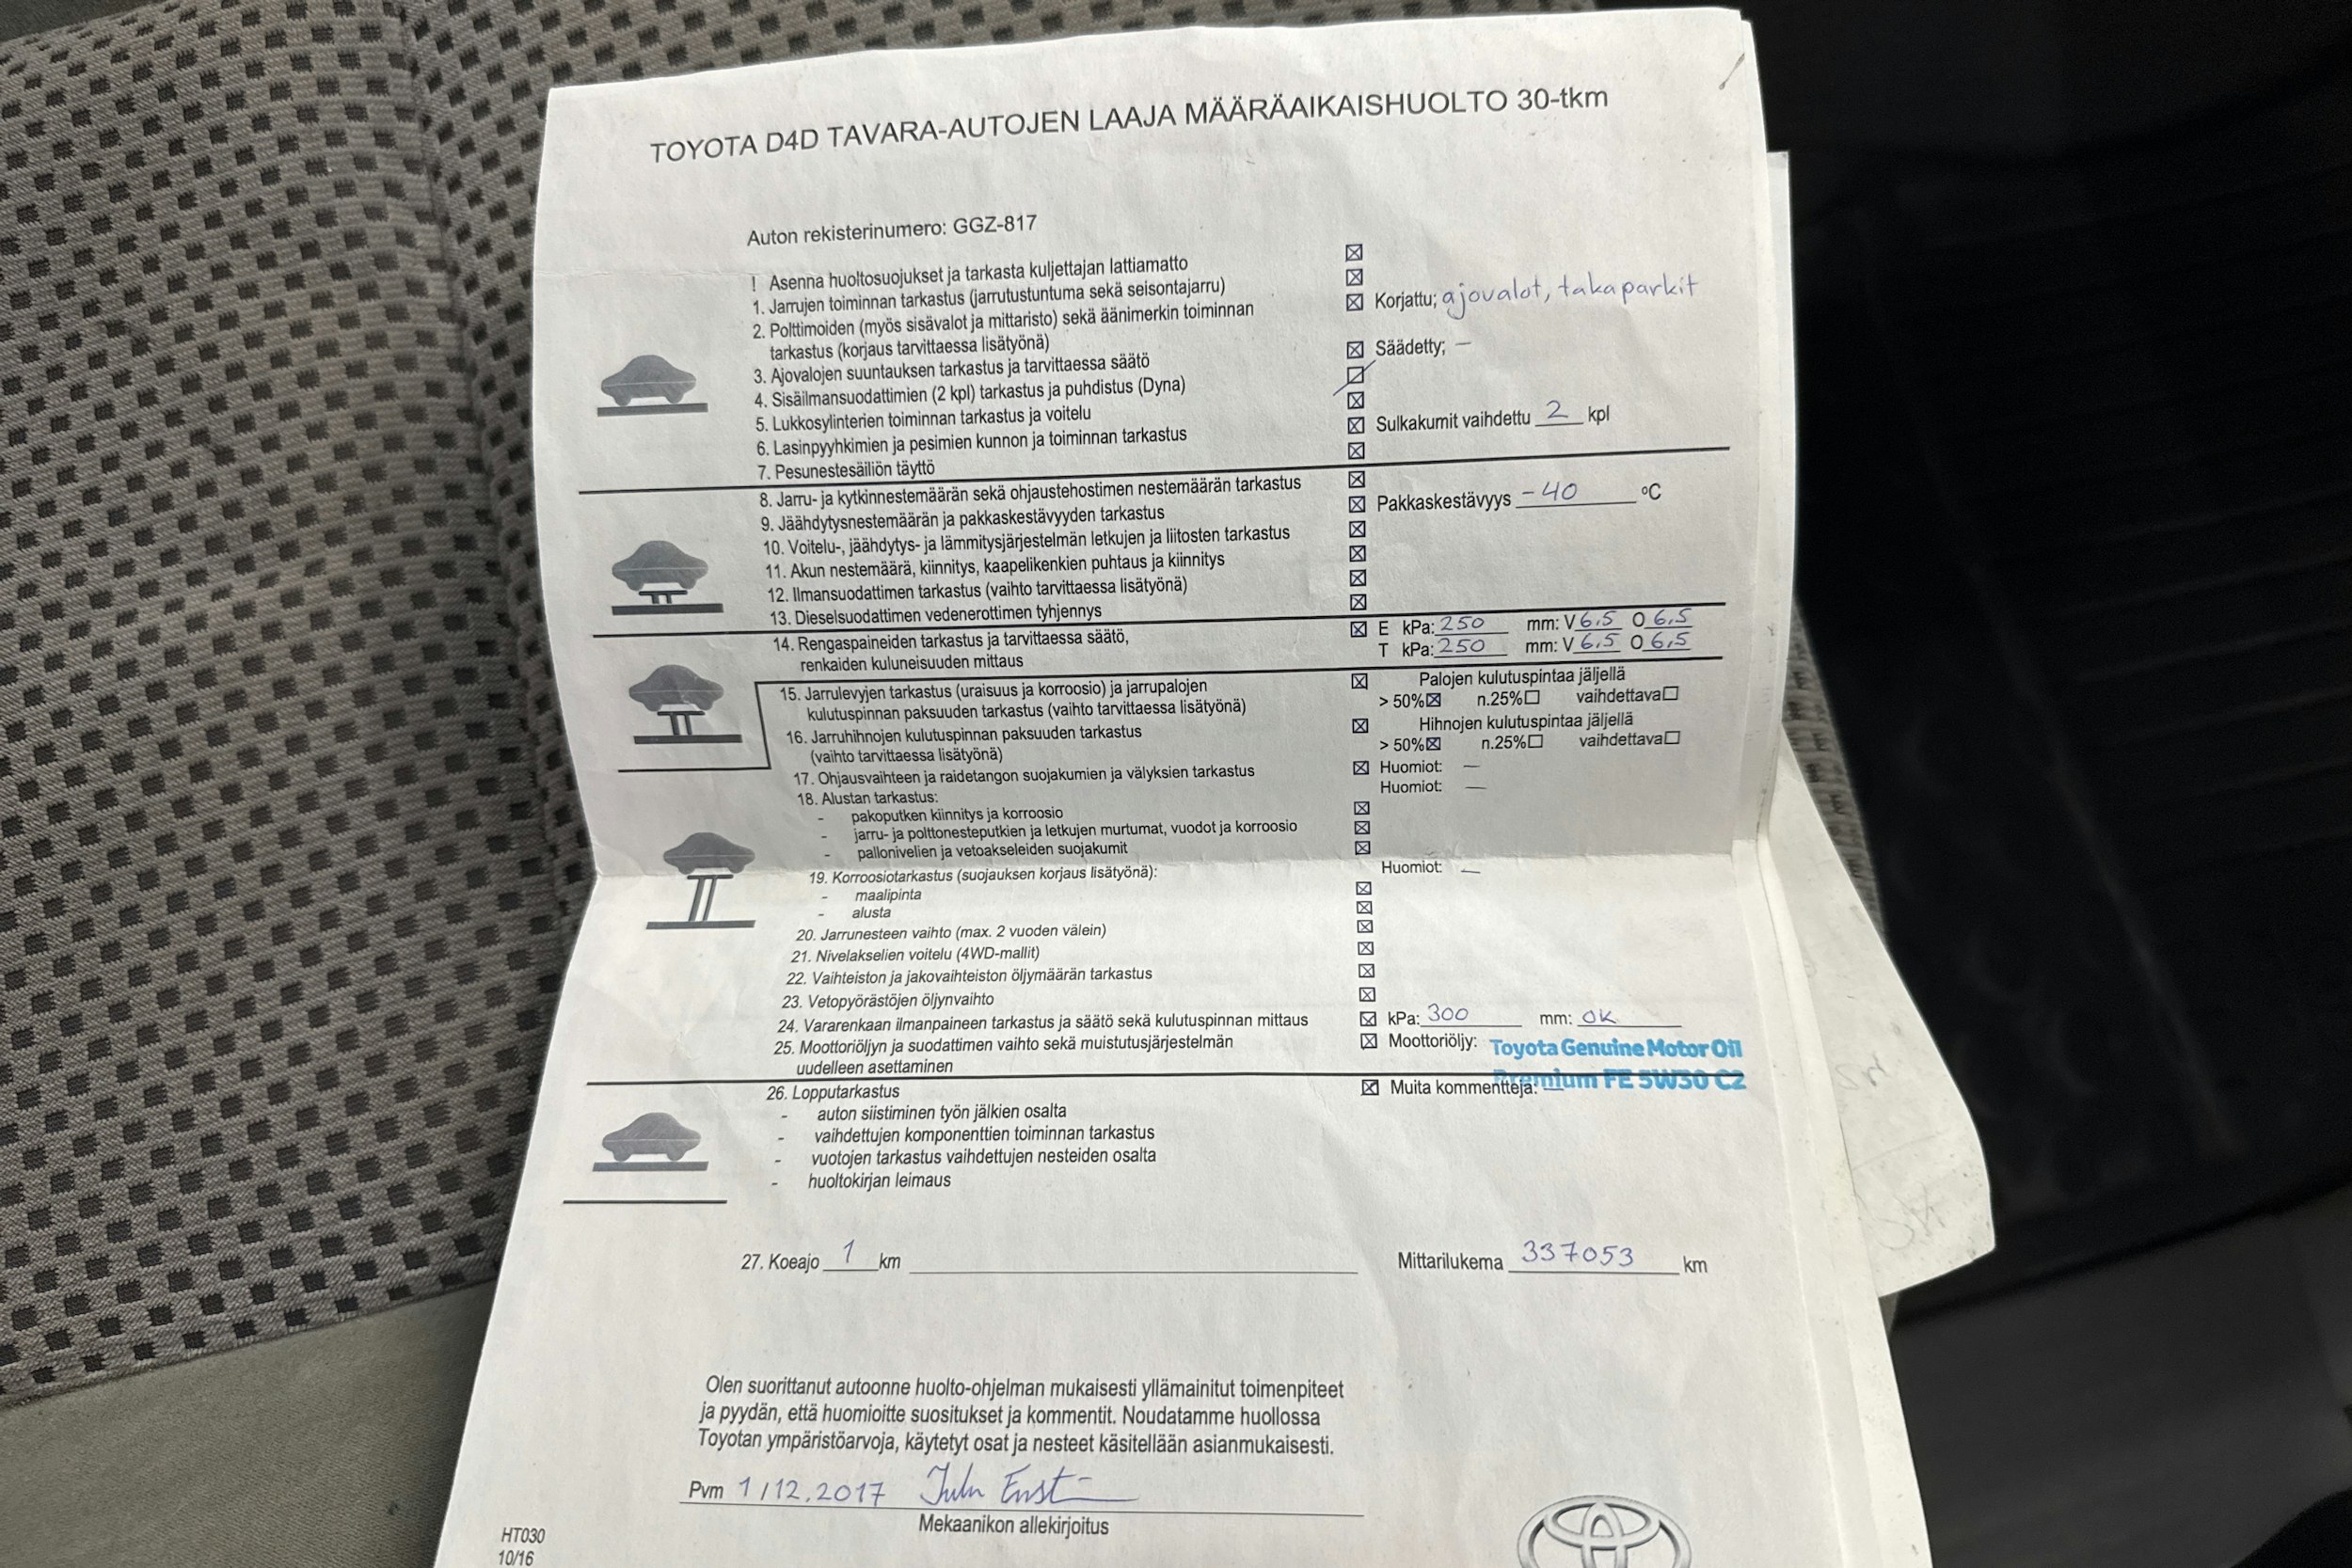 TOYOTA D4D TAVARA-AUTOJEN LAAJA MÄÄRÄAIKAISHUOLTO 30-tkm
Auton rekisterinumero: GGZ-817
! Asenna huoltosuojukset ja tarkasta kuljettajan lattiamatto ☒
1. Jarrujen toiminnan tarkastus (jarrutustuntuma sekä seisontajarru) ☒
2. Polttimoiden (myös sisävalot ja mittaristo) sekä äänimerkin toiminnan ☒ Korjattu; ajovalot, takaparkit
tarkastus (korjaus tarvittaessa lisätyönä)
3. Ajovalojen suuntauksen tarkastus ja tarvittaessa säätö ☒ Säädetty; —
4. Sisäilmansuodattimien (2 kpl) tarkastus ja puhdistus (Dyna) ☐
5. Lukkosylinterien toiminnan tarkastus ja voitelu ☒
6. Lasinpyyhkimien ja pesimien kunnon ja toiminnan tarkastus ☒ Sulkakumit vaihdettu 2 kpl
7. Pesunestesäiliön täyttö ☒
8. Jarru- ja kytkinnestemäärän sekä ohjaustehostimen nestemäärän tarkastus ☒
9. Jäähdytysnestemäärän ja pakkaskestävyyden tarkastus ☒ Pakkaskestävyys -40 °C
10. Voitelu-, jäähdytys- ja lämmitysjärjestelmän letkujen ja liitosten tarkastus ☒
11. Akun nestemäärä, kiinnitys, kaapelikenkien puhtaus ja kiinnitys ☒
12. Ilmansuodattimen tarkastus (vaihto tarvittaessa lisätyönä) ☒
13. Dieselsuodattimen vedenerottimen tyhjennys ☒
14. Rengaspaineiden tarkastus ja tarvittaessa säätö, ☒ E kPa: 250 mm: V 6,5 O 6,5
renkaiden kuluneisuuden mittaus T kPa: 250 mm: V 6,5 O 6,5
15. Jarrulevyjen tarkastus (uraisuus ja korroosio) ja jarrupalojen ☒ Palojen kulutuspintaa jäljellä
kulutuspinnan paksuuden tarkastus (vaihto tarvittaessa lisätyönä) > 50%☒ n.25%☐ vaihdettava☐
16. Jarruhihnojen kulutuspinnan paksuuden tarkastus ☒ Hihnojen kulutuspintaa jäljellä
(vaihto tarvittaessa lisätyönä) > 50%☒ n.25%☐ vaihdettava☐
17. Ohjausvaihteen ja raidetangon suojakumien ja välyksien tarkastus ☒ Huomiot: —
18. Alustan tarkastus: Huomiot: —
- pakoputken kiinnitys ja korroosio ☒
- jarru- ja polttonesteputkien ja letkujen murtumat, vuodot ja korroosio ☒
- pallonivelien ja vetoakseleiden suojakumit ☒
19. Korroosiotarkastus (suojauksen korjaus lisätyönä): Huomiot: —
- maalipinta ☒
- alusta ☒
20. Jarrunesteen vaihto (max. 2 vuoden välein) ☒
21. Nivelakselien voitelu (4WD-mallit) ☒
22. Vaihteiston ja jakovaihteiston öljymäärän tarkastus ☒
23. Vetopyörästöjen öljynvaihto ☒
24. Vararenkaan ilmanpaineen tarkastus ja säätö sekä kulutuspinnan mittaus ☒ kPa: 300 mm: OK
25. Moottoriöljyn ja suodattimen vaihto sekä muistutusjärjestelmän ☒ Moottoriöljy: Toyota Genuine Motor Oil
uudelleen asettaminen Premium FE 5W30 C2
26. Lopputarkastus ☒ Muita kommentteja: —
- auton siistiminen työn jälkien osalta
- vaihdettujen komponenttien toiminnan tarkastus
- vuotojen tarkastus vaihdettujen nesteiden osalta
- huoltokirjan leimaus
27. Koeajo 1 km Mittarilukema 337053 km
Olen suorittanut autoonne huolto-ohjelman mukaisesti yllämainitut toimenpiteet
ja pyydän, että huomioitte suositukset ja kommentit. Noudatamme huollossa
Toyotan ympäristöarvoja, käytetyt osat ja nesteet käsitellään asianmukaisesti.
Pvm 1/12.2017
Mekaanikon allekirjoitus
HT030
10/16